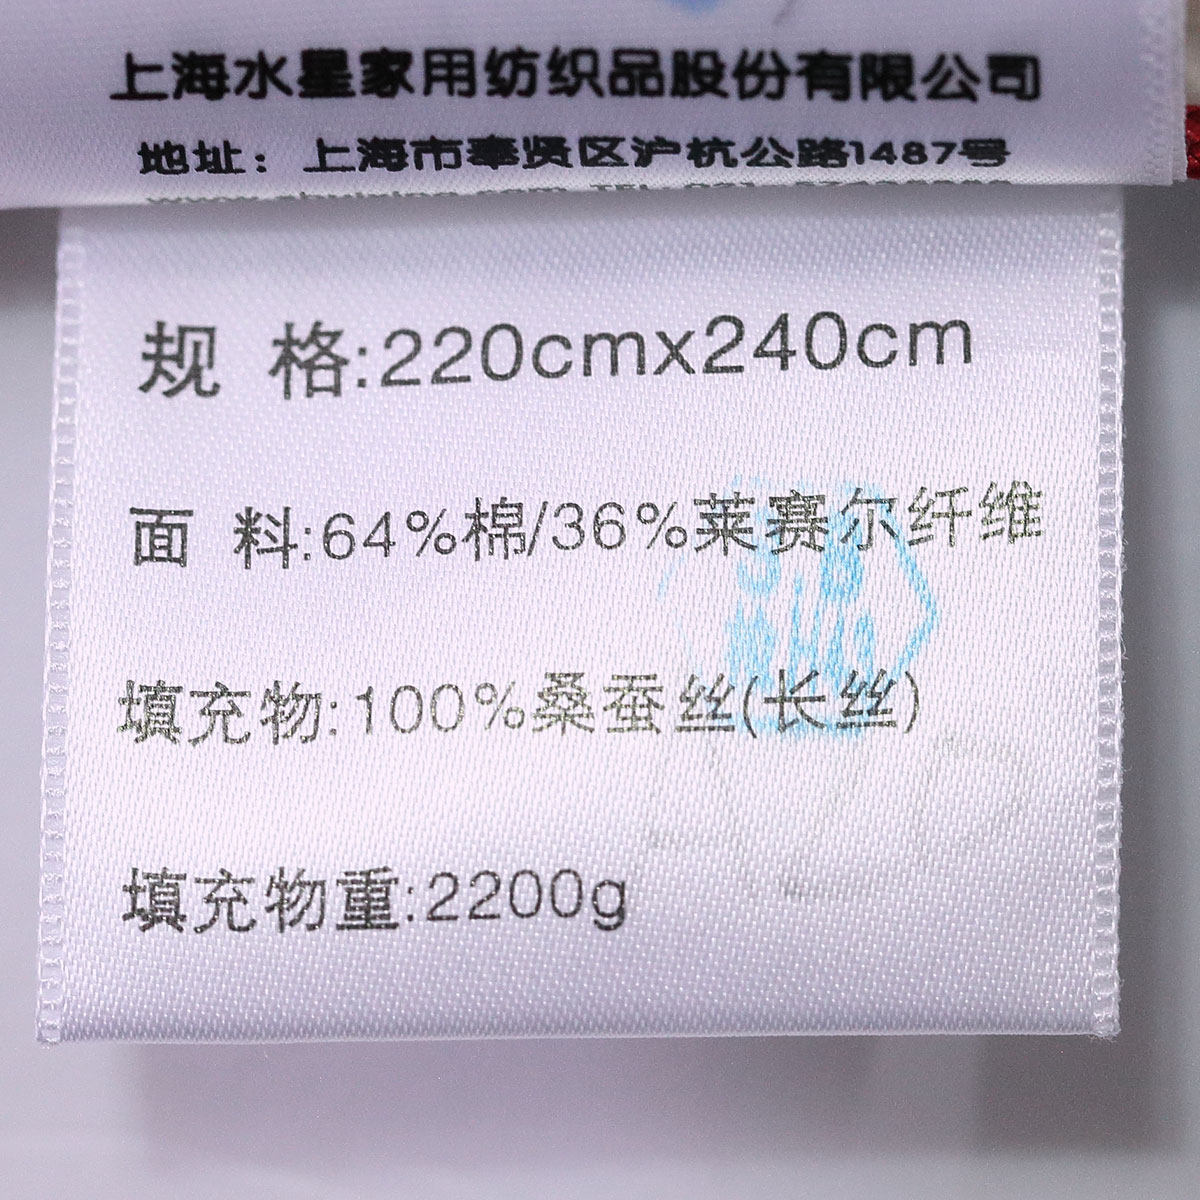 上海水星家用纺织品股份有限公司
地址：上海市奉贤区沪杭公路1487号
规 格:220cmx240cm
面 料:64%棉/36%莱赛尔纤维
填充物:100%桑蚕丝(长丝)
填充物重:2200g